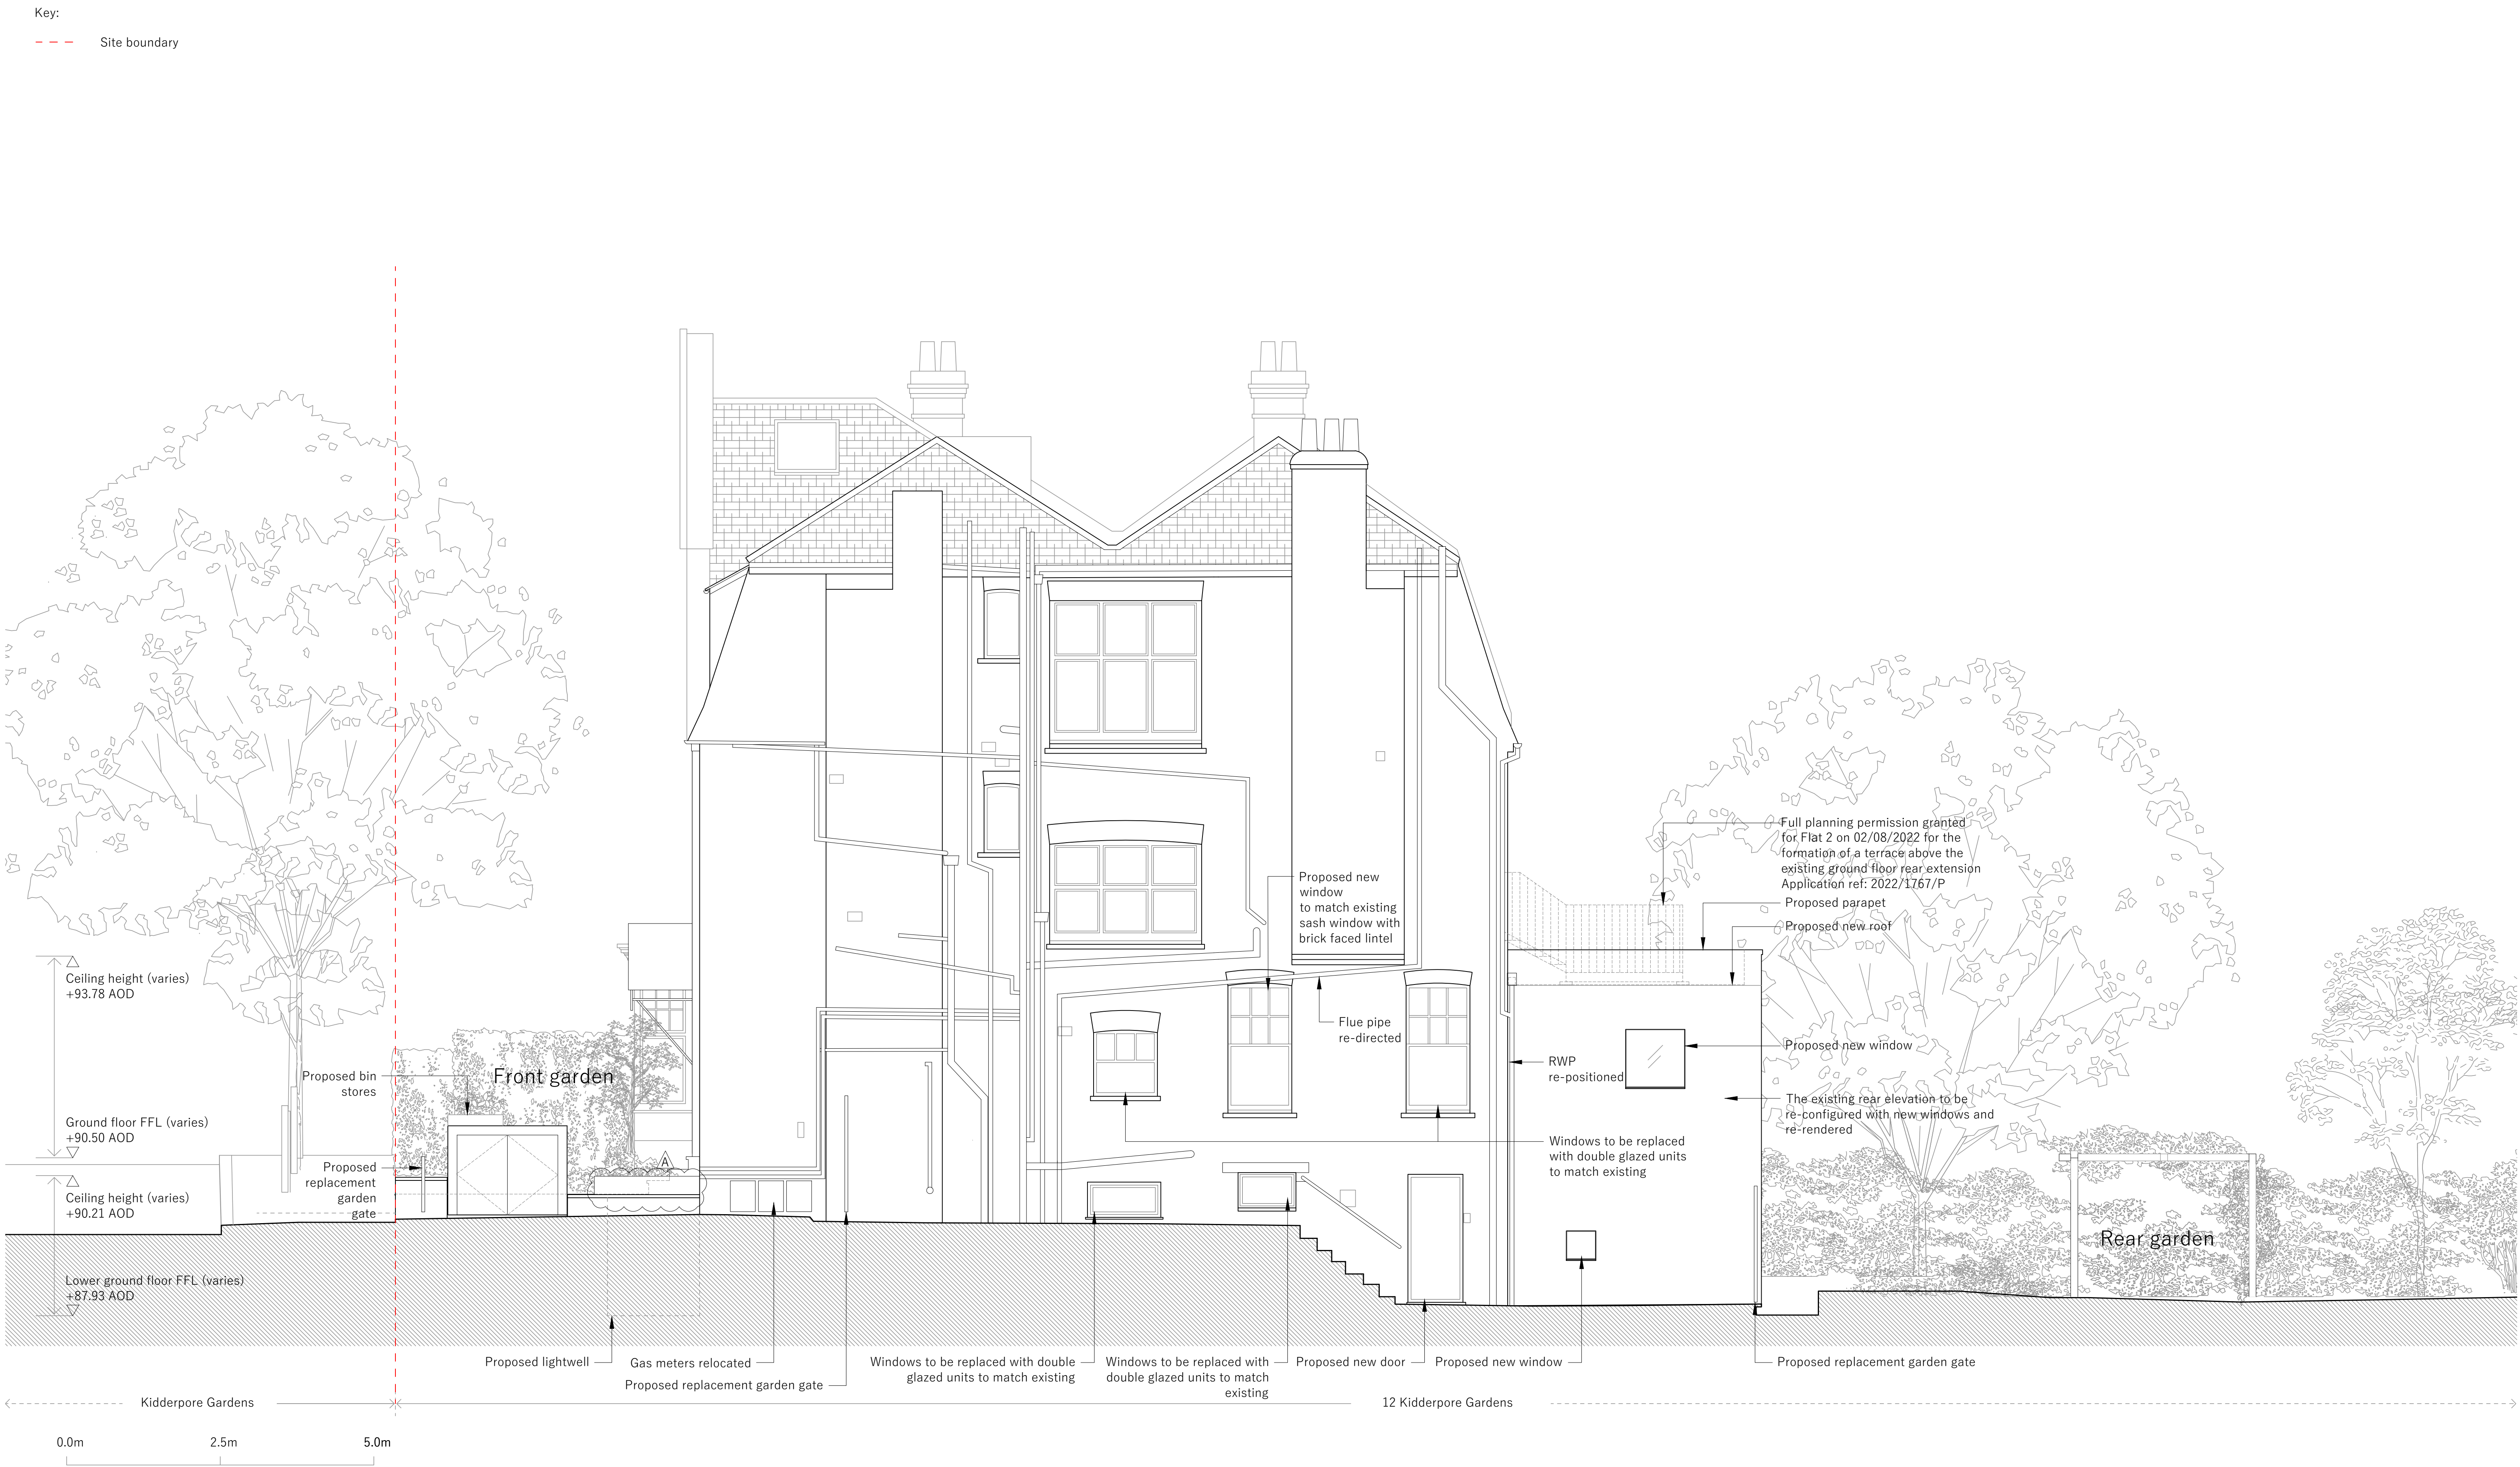 Key:
Site boundary
Full planning permission granted
for Flat 2 on 02/08/2022 for the
formation of a terrace above the
existing ground floor rear extension
Application ref: 2022/1767/P
Proposed parapet
Proposed new roof
Proposed new
window
to match existing
sash window with
brick faced lintel
Ceiling height (varies)
+93.78 AOD
Flue pipe
re-directed
Proposed new window
RWP
re-positioned
Proposed bin
stores
Front garden
The existing rear elevation to be
re-configured with new windows and
re-rendered
Ground floor FFL (varies)
+90.50 AOD
Windows to be replaced
with double glazed units
to match existing
A
Proposed
replacement
garden
gate
Ceiling height (varies)
+90.21 AOD
Rear garden
Lower ground floor FFL (varies)
+87.93 AOD
Proposed lightwell
Gas meters relocated
Proposed replacement garden gate
Windows to be replaced with double
glazed units to match existing
Windows to be replaced with
double glazed units to match
existing
Proposed new door
Proposed new window
Proposed replacement garden gate
Kidderpore Gardens
12 Kidderpore Gardens
0.0m
2.5m
5.0m